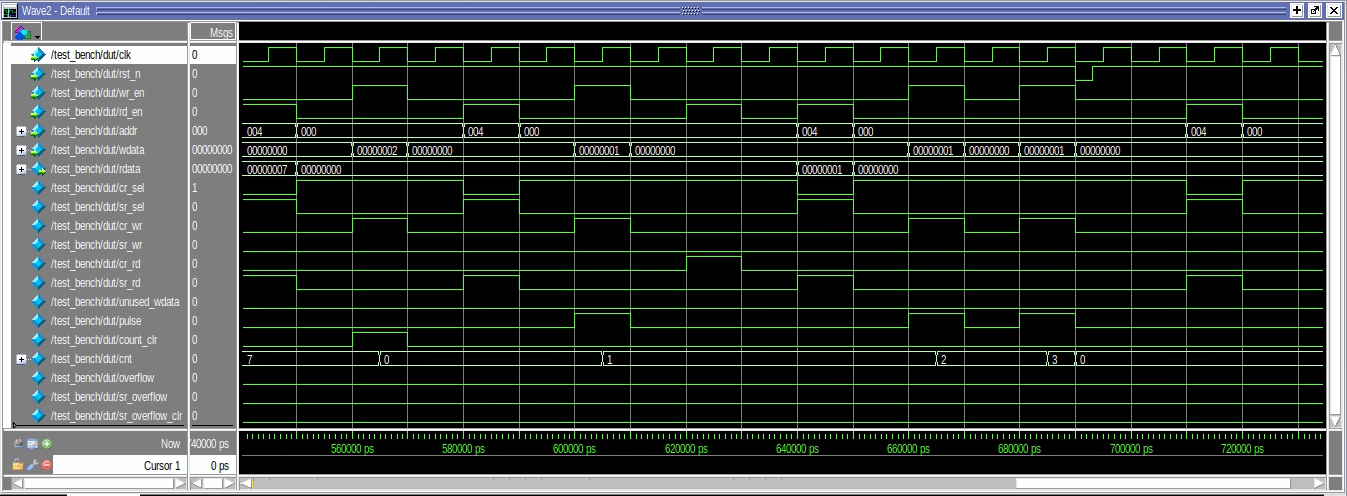 Wave2 - Default
Msgs
/test_bench/dut/clk 0
/test_bench/dut/rst_n 0
/test_bench/dut/wr_en 0
/test_bench/dut/rd_en 0
/test_bench/dut/addr 000 004 000 004 000 004 000 004 000
/test_bench/dut/wdata 00000000 00000000 00000002 00000000 00000001 00000000 00000001 00000000 00000001 00000000
/test_bench/dut/rdata 00000000 00000007 00000000 00000001 00000000
/test_bench/dut/cr_sel 1
/test_bench/dut/sr_sel 0
/test_bench/dut/cr_wr 0
/test_bench/dut/sr_wr 0
/test_bench/dut/cr_rd 0
/test_bench/dut/sr_rd 0
/test_bench/dut/unused_wdata 0
/test_bench/dut/pulse 0
/test_bench/dut/count_clr 0
/test_bench/dut/cnt 0 7 0 1 2 3 0
/test_bench/dut/overflow 0
/test_bench/dut/sr_overflow 0
/test_bench/dut/sr_overflow_clr 0
Now 40000 ps 560000 ps 580000 ps 600000 ps 620000 ps 640000 ps 660000 ps 680000 ps 700000 ps 720000 ps
Cursor 1 0 ps